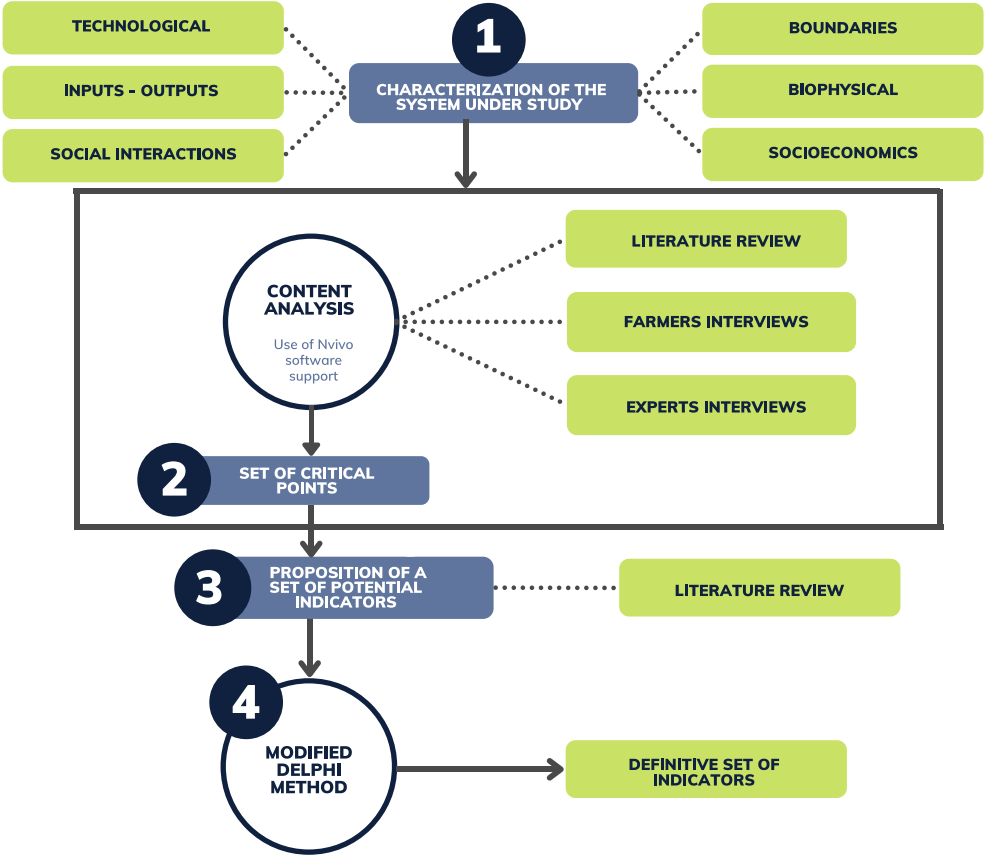 TECHNOLOGICAL
INPUTS - OUTPUTS
SOCIAL INTERACTIONS
1
CHARACTERIZATION OF THE
SYSTEM UNDER STUDY
BOUNDARIES
BIOPHYSICAL
SOCIOECONOMICS
CONTENT
ANALYSIS
Use of Nvivo
software
support
LITERATURE REVIEW
FARMERS INTERVIEWS
EXPERTS INTERVIEWS
2
SET OF CRITICAL
POINTS
3
PROPOSITION OF A
SET OF POTENTIAL
INDICATORS
LITERATURE REVIEW
4
MODIFIED
DELPHI
METHOD
DEFINITIVE SET OF
INDICATORS